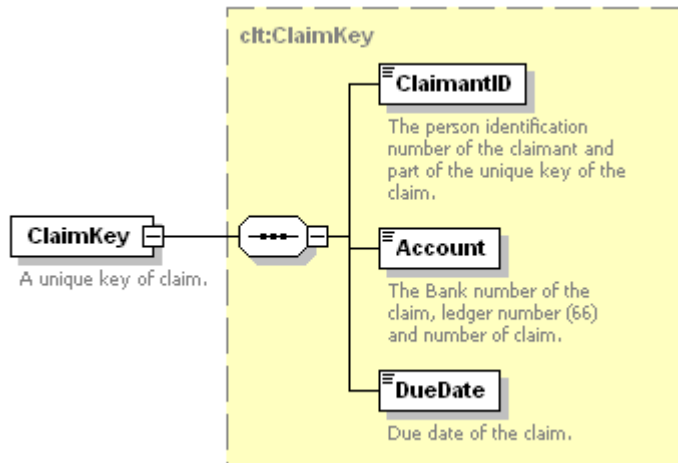 clt:ClaimKey
ClaimantID
The person identification
number of the claimant and
part of the unique key of the
claim.
ClaimKey
A unique key of claim.
Account
The Bank number of the
claim, ledger number (66)
and number of claim.
DueDate
Due date of the claim.